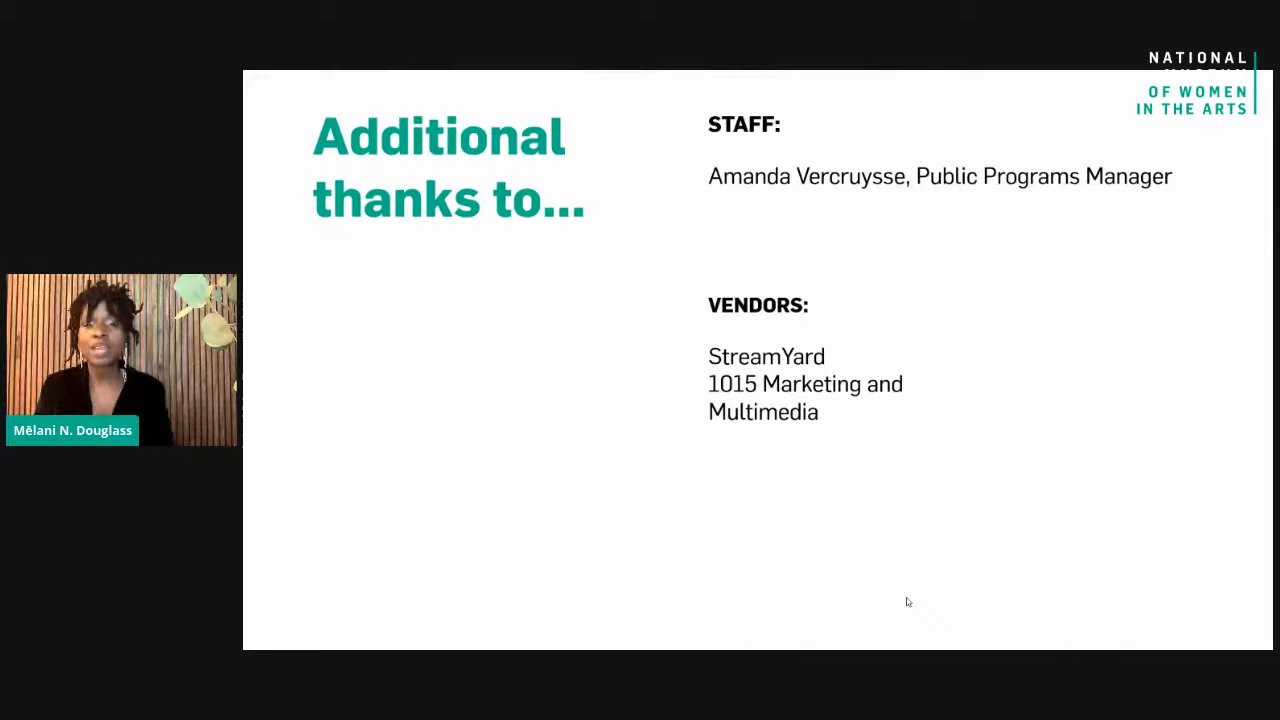 NATIONAL
MUSEUM
OF WOMEN
IN THE ARTS
Additional
thanks to...
STAFF:
Amanda Vercruysse, Public Programs Manager
VENDORS:
StreamYard
1015 Marketing and
Multimedia
Mēlani N. Douglass